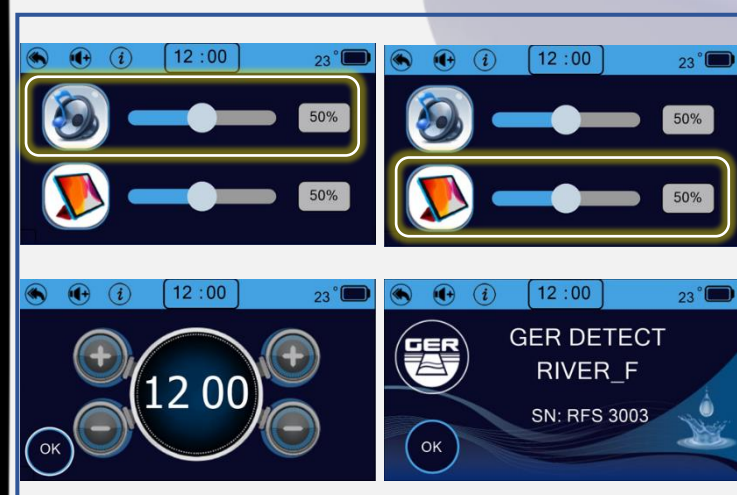 12 :00 23°
50%
50%
12 :00 23°
50%
50%
12 :00 23°
12 00
OK
12 :00 23°
GER
GER DETECT
RIVER_F
SN: RFS 3003
OK